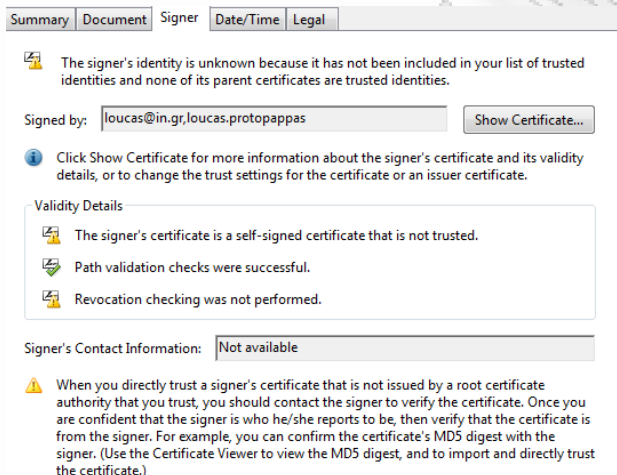 Summary Document Signer Date/Time Legal
The signer's identity is unknown because it has not been included in your list of trusted
identities and none of its parent certificates are trusted identities.
Signed by: loucas@in.gr,loucas.protopappas Show Certificate...
Click Show Certificate for more information about the signer's certificate and its validity
details, or to change the trust settings for the certificate or an issuer certificate.
Validity Details
The signer's certificate is a self-signed certificate that is not trusted.
Path validation checks were successful.
Revocation checking was not performed.
Signer's Contact Information: Not available
When you directly trust a signer's certificate that is not issued by a root certificate
authority that you trust, you should contact the signer to verify the certificate. Once you
are confident that the signer is who he/she reports to be, then verify that the certificate is
from the signer. For example, you can confirm the certificate's MD5 digest with the
signer. (Use the Certificate Viewer to view the MD5 digest, and to import and directly trust
the certificate.)